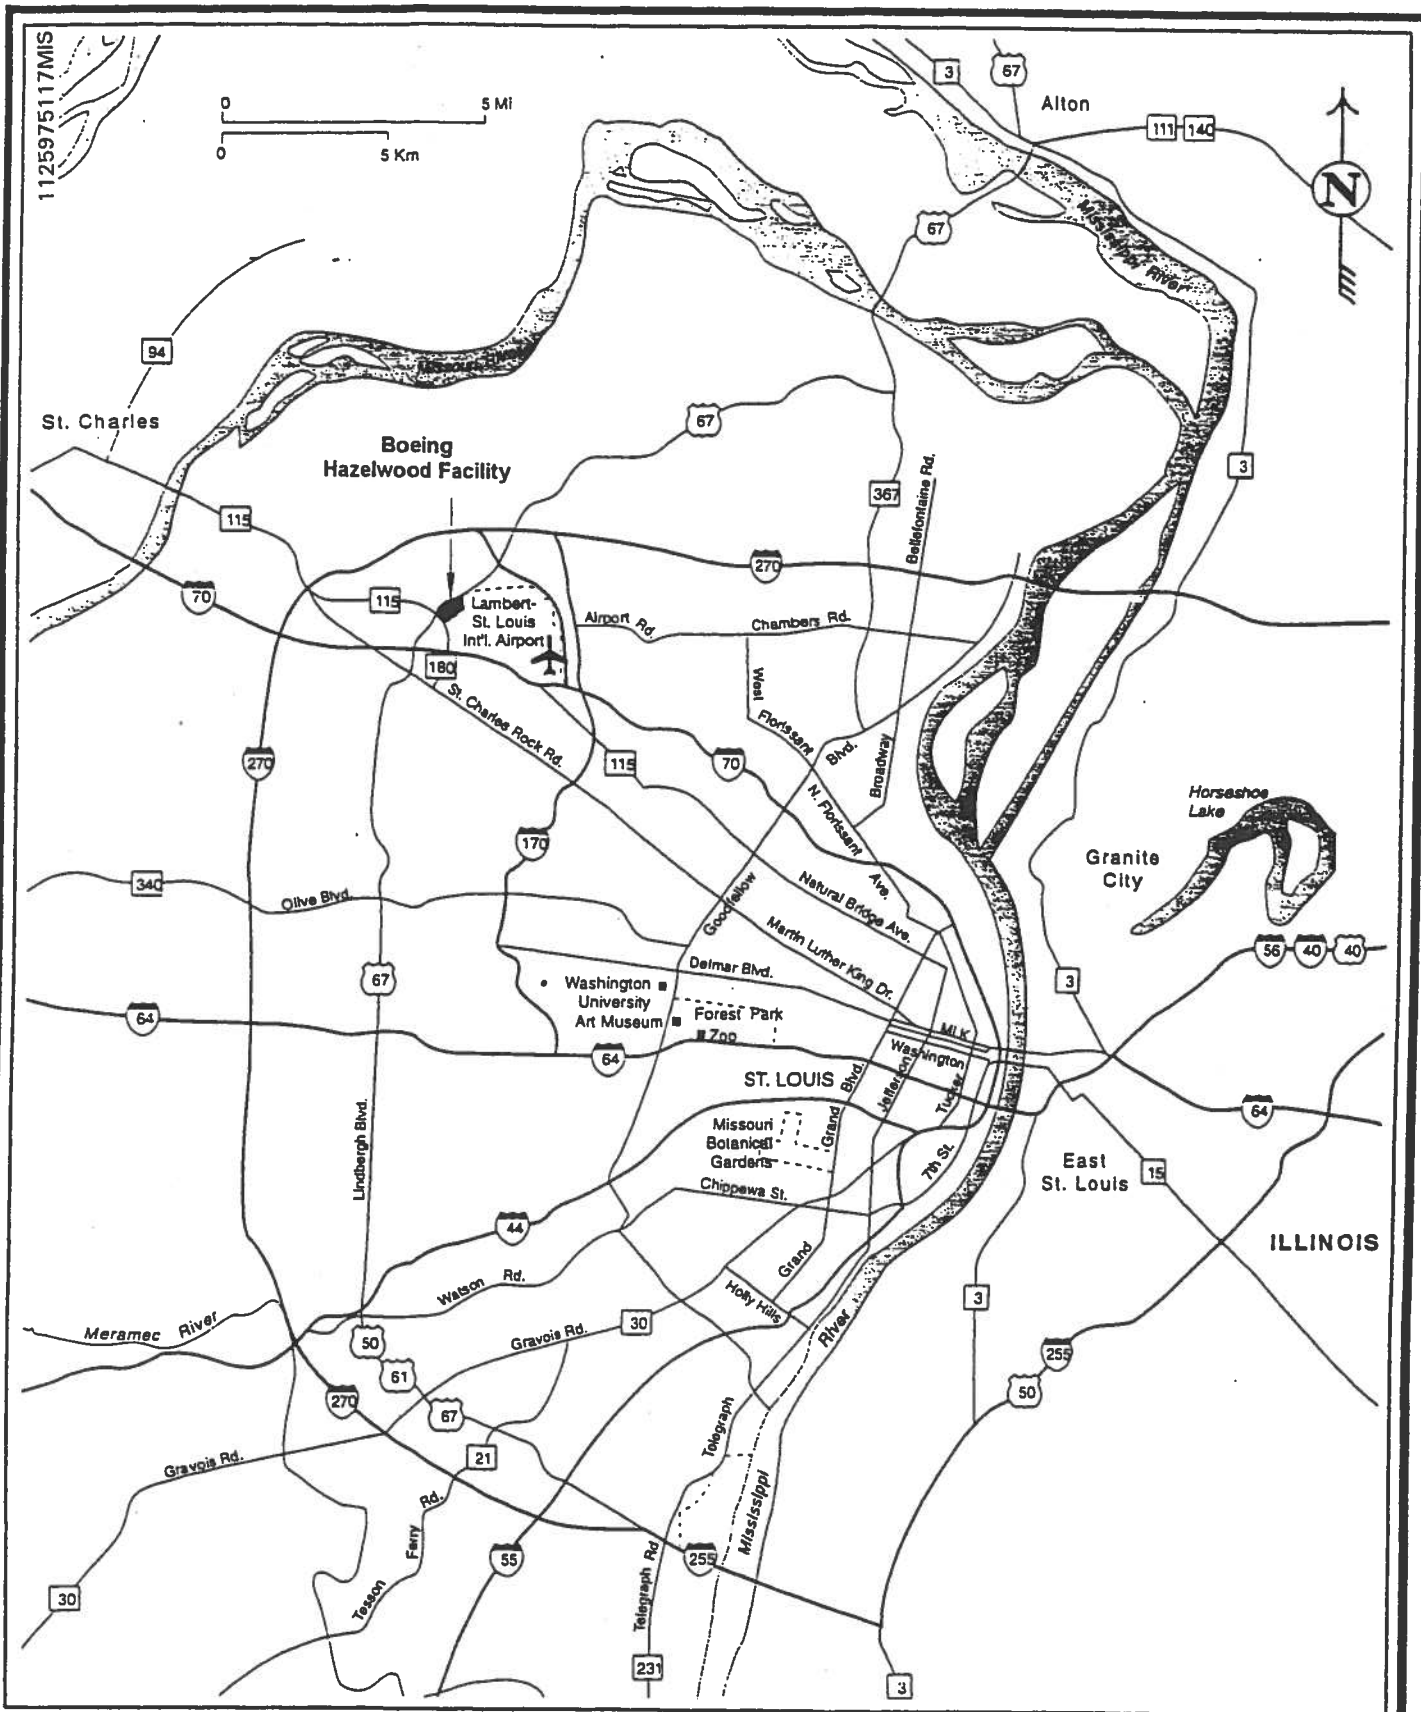 1125975117MIS
0 5 Mi
0 5 Km
3
67
Alton
111 140
N
67
Mississippi River
94
Missouri River
St. Charles
67
Boeing
Hazelwood Facility
3
367
Bellefontaine Rd.
115
270
70
115
Lambert-
St. Louis
Int'l. Airport
Airport Rd.
Chambers Rd.
180
West
Florissant
St. Charles Rock Rd.
270
115
70
Blvd.
Broadway
N. Florissant
Ave.
Horseshoe
Lake
170
Granite
City
340
Olive Blvd.
Goodfellow
Natural Bridge Ave.
Martin Luther King Dr.
56 40 40
67
Delmar Blvd.
3
Washington
University
Art Museum
Forest Park
Zoo
64
64
MLK
Washington
ST. LOUIS
Blvd.
Grand
Jefferson
Tucker
64
Lindbergh Blvd.
Missouri
Botanical
Gardens
7th St.
East
St. Louis
15
Chippewa St.
44
ILLINOIS
Grand
Watson Rd.
Holly Hills
3
Meramec River
30
Gravois Rd.
River
50
61
67
255
50
270
Telegraph
Gravois Rd.
21
Mississippi
Rd.
Ferry
Tesson
55
255
Telegraph Rd
30
231
3